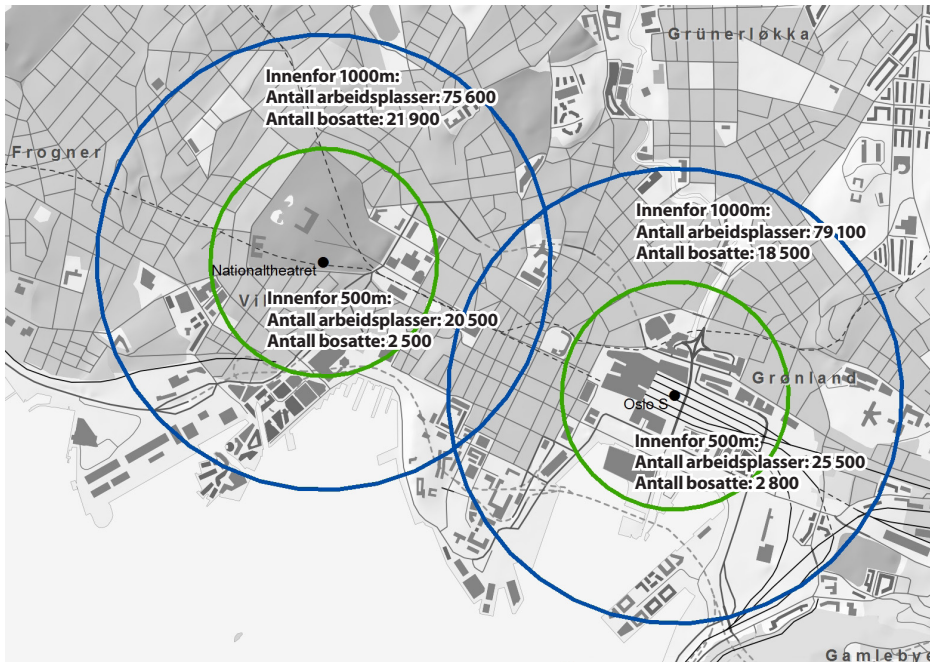 Grünerløkka
Innenfor 1000m:
Antall arbeidsplasser: 75 600
Antall bosatte: 21 900
Frogner
Innenfor 1000m:
Antall arbeidsplasser: 79 100
Antall bosatte: 18 500
Nationaltheatret
Vi
Innenfor 500m:
Antall arbeidsplasser: 20 500
Antall bosatte: 2 500
Grønland
Oslo S
Innenfor 500m:
Antall arbeidsplasser: 25 500
Antall bosatte: 2 800
Gamlebye